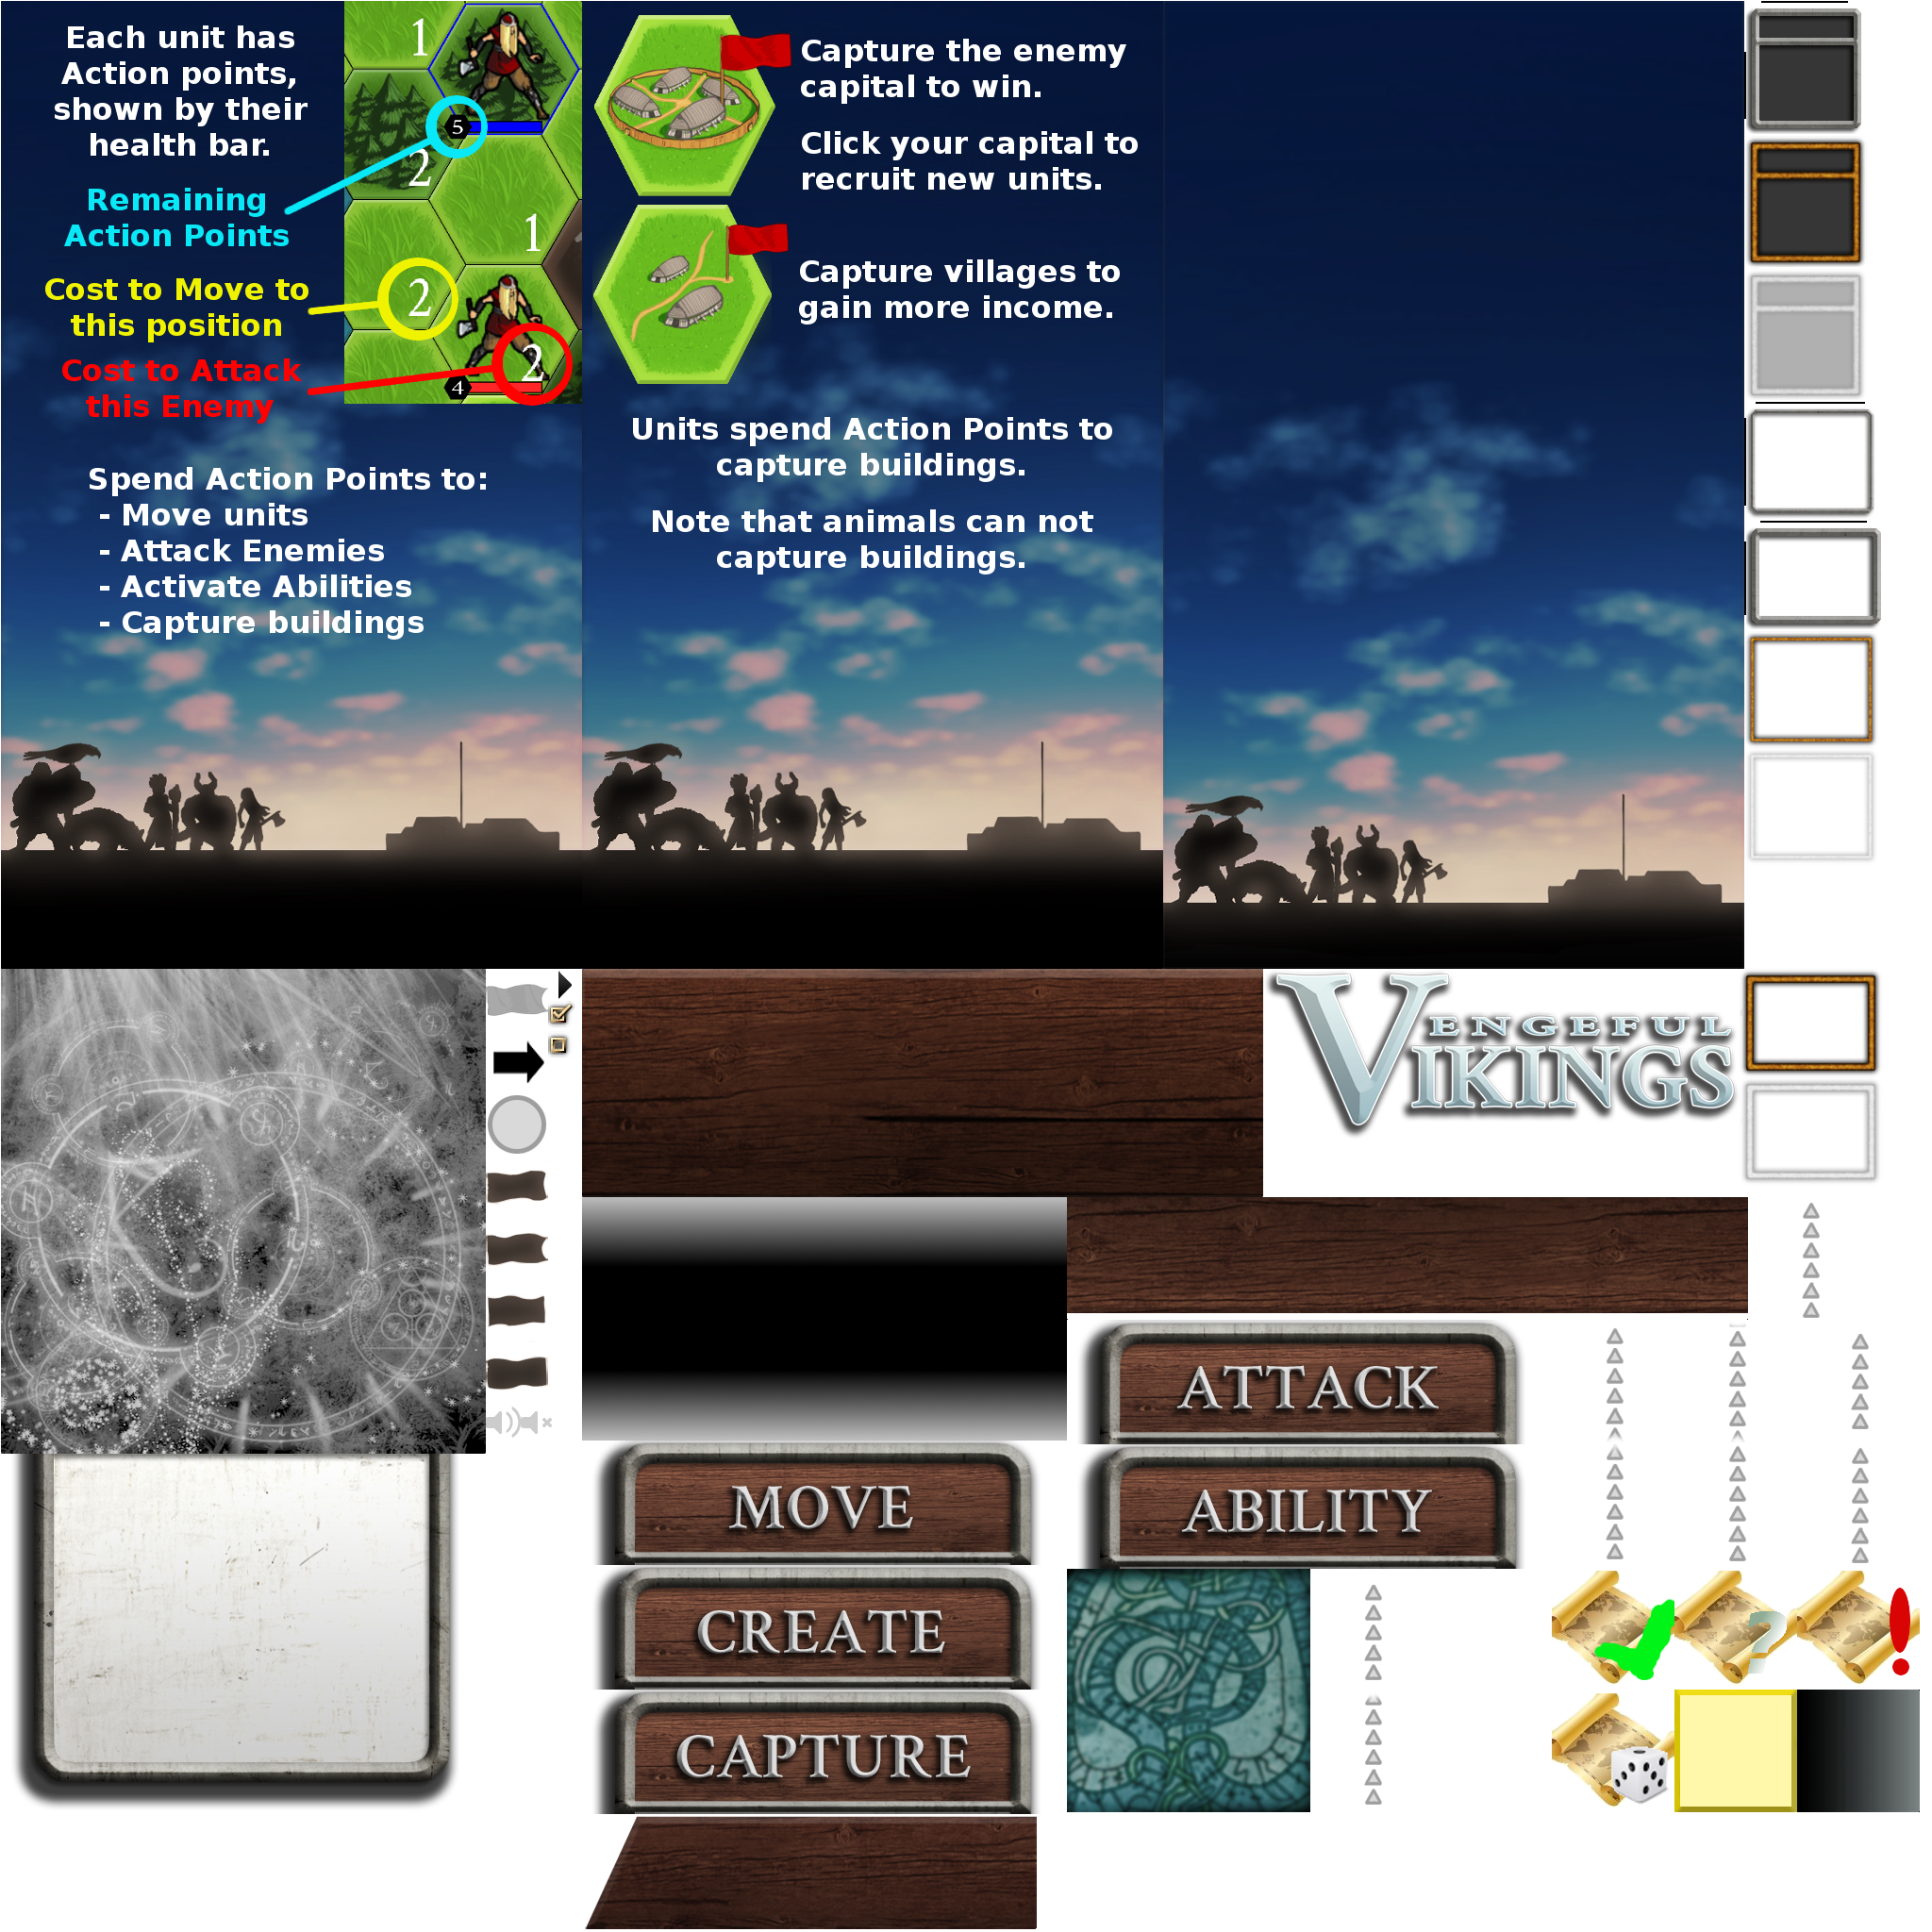 Each unit has
Action points,
shown by their
health bar.
Remaining
Action Points
Cost to Move to
this position
Cost to Attack
this Enemy
1
5
2
1
2
2
4
Spend Action Points to:
- Move units
- Attack Enemies
- Activate Abilities
- Capture buildings
Capture the enemy
capital to win.
Click your capital to
recruit new units.
Capture villages to
gain more income.
Units spend Action Points to
capture buildings.
Note that animals can not
capture buildings.
VENGEFUL
VIKINGS
ATTACK
MOVE
ABILITY
CREATE
CAPTURE
?
!